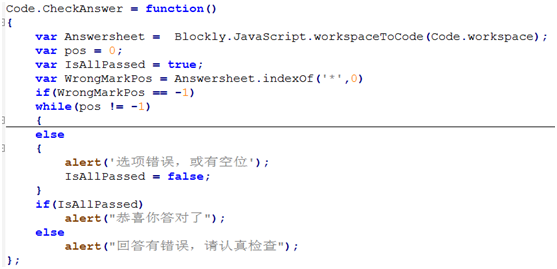 Code.CheckAnswer = function()
{
    var Answersheet =  Blockly.JavaScript.workspaceToCode(Code.workspace);
    var pos = 0;
    var IsAllPassed = true;
    var WrongMarkPos = Answersheet.indexOf('*',0)
    if(WrongMarkPos == -1)
    while(pos != -1)
    {
    else
    {
        alert('选项错误，或有空位');
        IsAllPassed = false;
    }
    if(IsAllPassed)
        alert("恭喜你答对了");
    else
        alert("回答有错误，请认真检查");
};